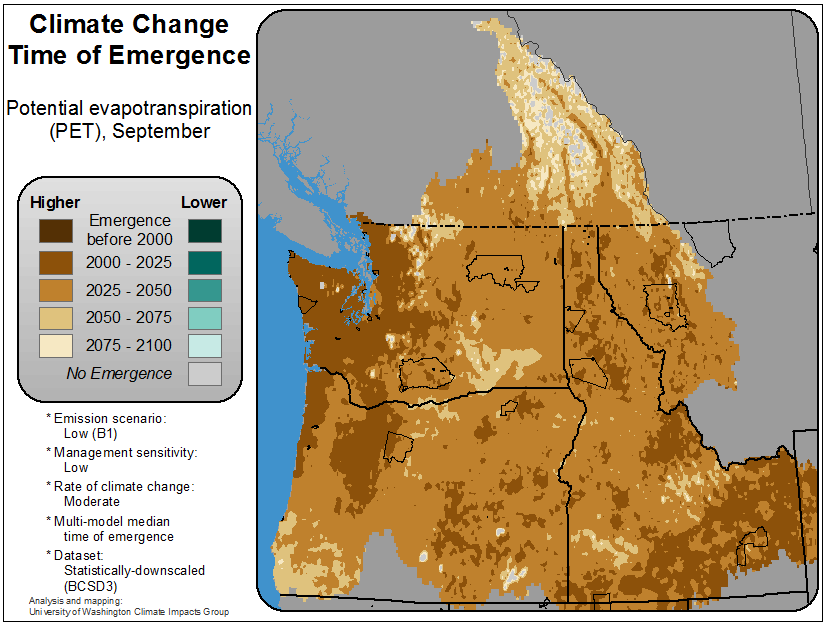 Climate Change
Time of Emergence
Potential evapotranspiration
(PET), September
Higher Lower
Emergence
before 2000
2000 - 2025
2025 - 2050
2050 - 2075
2075 - 2100
No Emergence
* Emission scenario:
Low (B1)
* Management sensitivity:
Low
* Rate of climate change:
Moderate
* Multi-model median
time of emergence
* Dataset:
Statistically-downscaled
(BCSD3)
Analysis and mapping:
University of Washington Climate Impacts Group